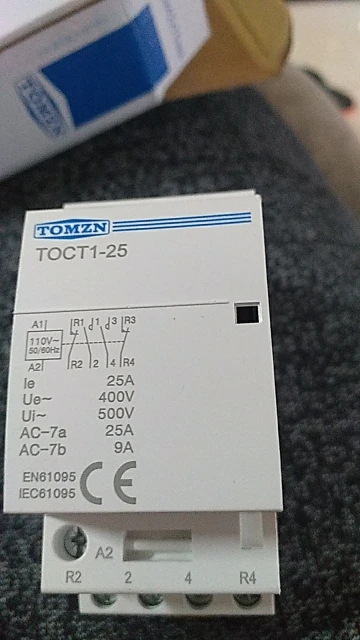 TOMZN
TOMZN
TOCT1-25
A1 R1 1 3 R3
110V~
50/60Hz
A2 R2 2 4 R4
Ie 25A
Ue~ 400V
Ui~ 500V
AC-7a 25A
AC-7b 9A
EN61095
IEC61095
CE
A2
R2 2 4 R4